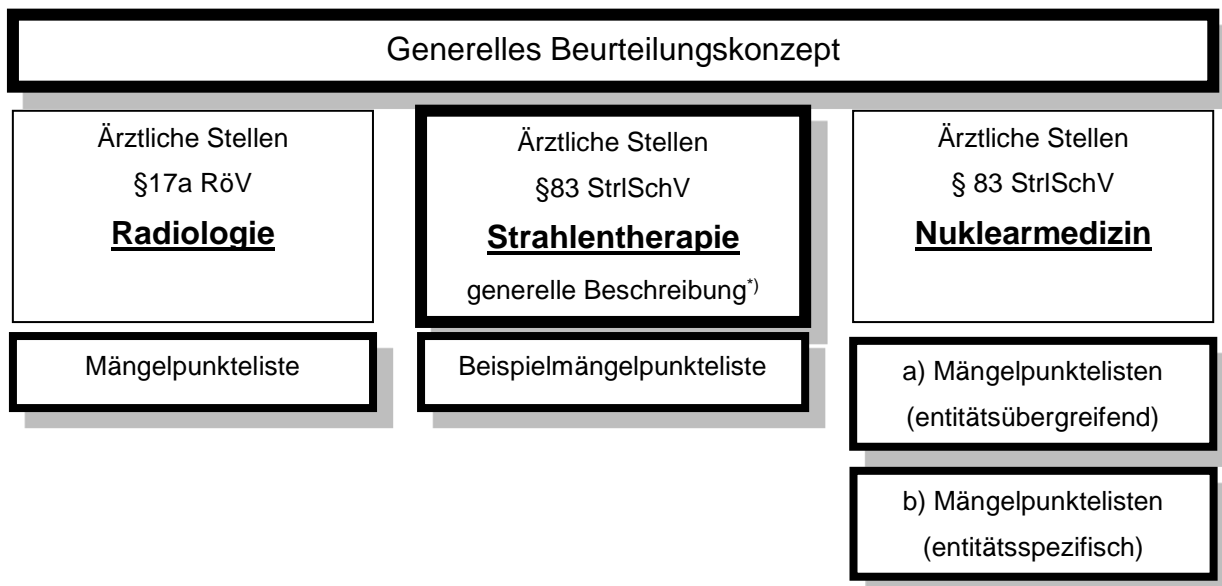 Generelles Beurteilungskonzept
Ärztliche Stellen
§17a RöV
Radiologie
Mängelpunkteliste
Ärztliche Stellen
§83 StrlSchV
Strahlentherapie
generelle Beschreibung*)
Beispielmängelpunkteliste
Ärztliche Stellen
§ 83 StrlSchV
Nuklearmedizin
a) Mängelpunktelisten
(entitätsübergreifend)
b) Mängelpunktelisten
(entitätsspezifisch)